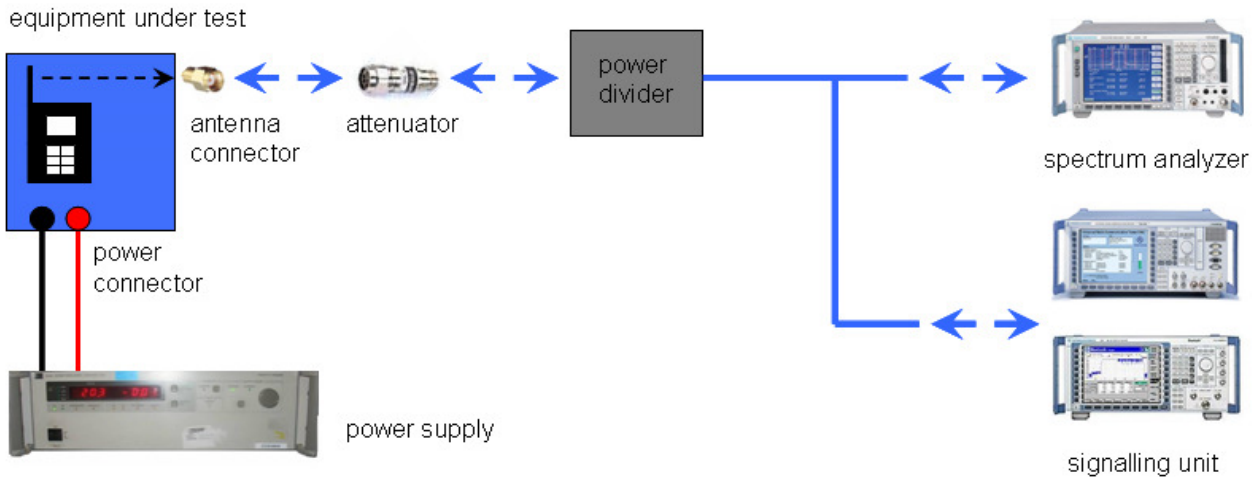 equipment under test
power
divider
antenna
connector
attenuator
spectrum analyzer
power
connector
power supply
signalling unit